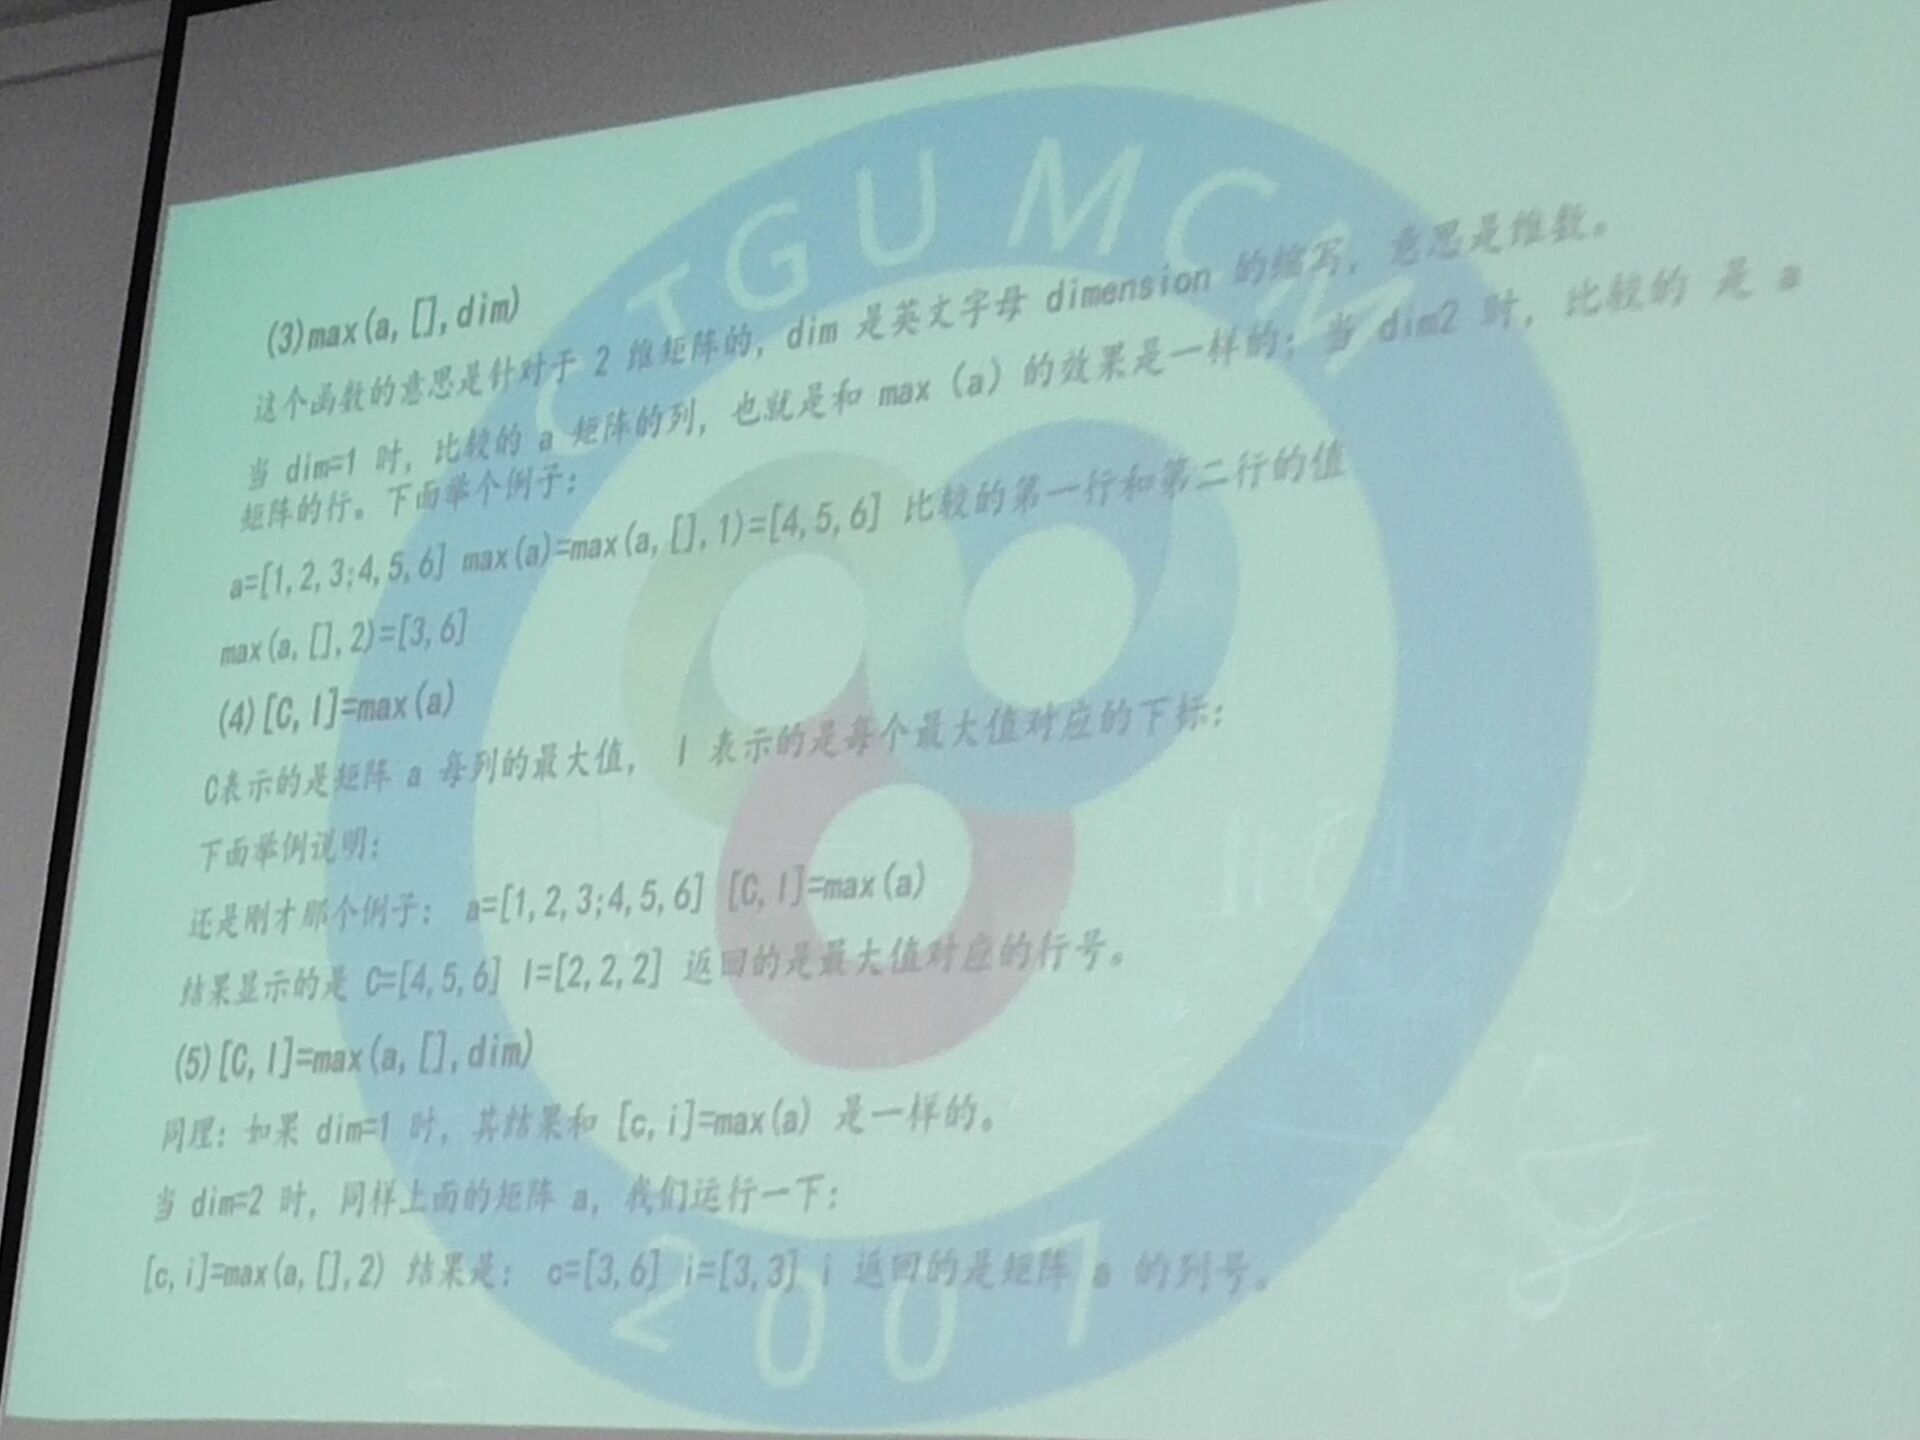 CTGUMCM
(3)max(a,[],dim)
这个函数的意思是针对于 2 维矩阵的，dim 是英文字母 dimension 的缩写，意思是维数。
当 dim=1 时，比较的 a 矩阵的列，也就是和 max（a）的效果是一样的；当 dim2 时，比较的 是 a
矩阵的行。下面举个例子：
a=[1,2,3;4,5,6] max(a)=max(a,[],1)=[4,5,6] 比较的第一行和第二行的值
max(a,[],2)=[3,6]
(4)[C,I]=max(a)
C表示的是矩阵 a 每列的最大值， I 表示的是每个最大值对应的下标：
下面举例说明：
还是刚才那个例子： a=[1,2,3;4,5,6] [C,I]=max(a)
结果显示的是 C=[4,5,6] I=[2,2,2] 返回的是最大值对应的行号。
(5)[C,I]=max(a,[],dim)
同理：如果 dim=1 时，其结果和 [c,i]=max(a) 是一样的。
当 dim=2 时，同样上面的矩阵 a，我们运行一下：
[c,i]=max(a,[],2) 结果是： c=[3,6] i=[3,3] i 返回的是矩阵 a 的列号。
2007